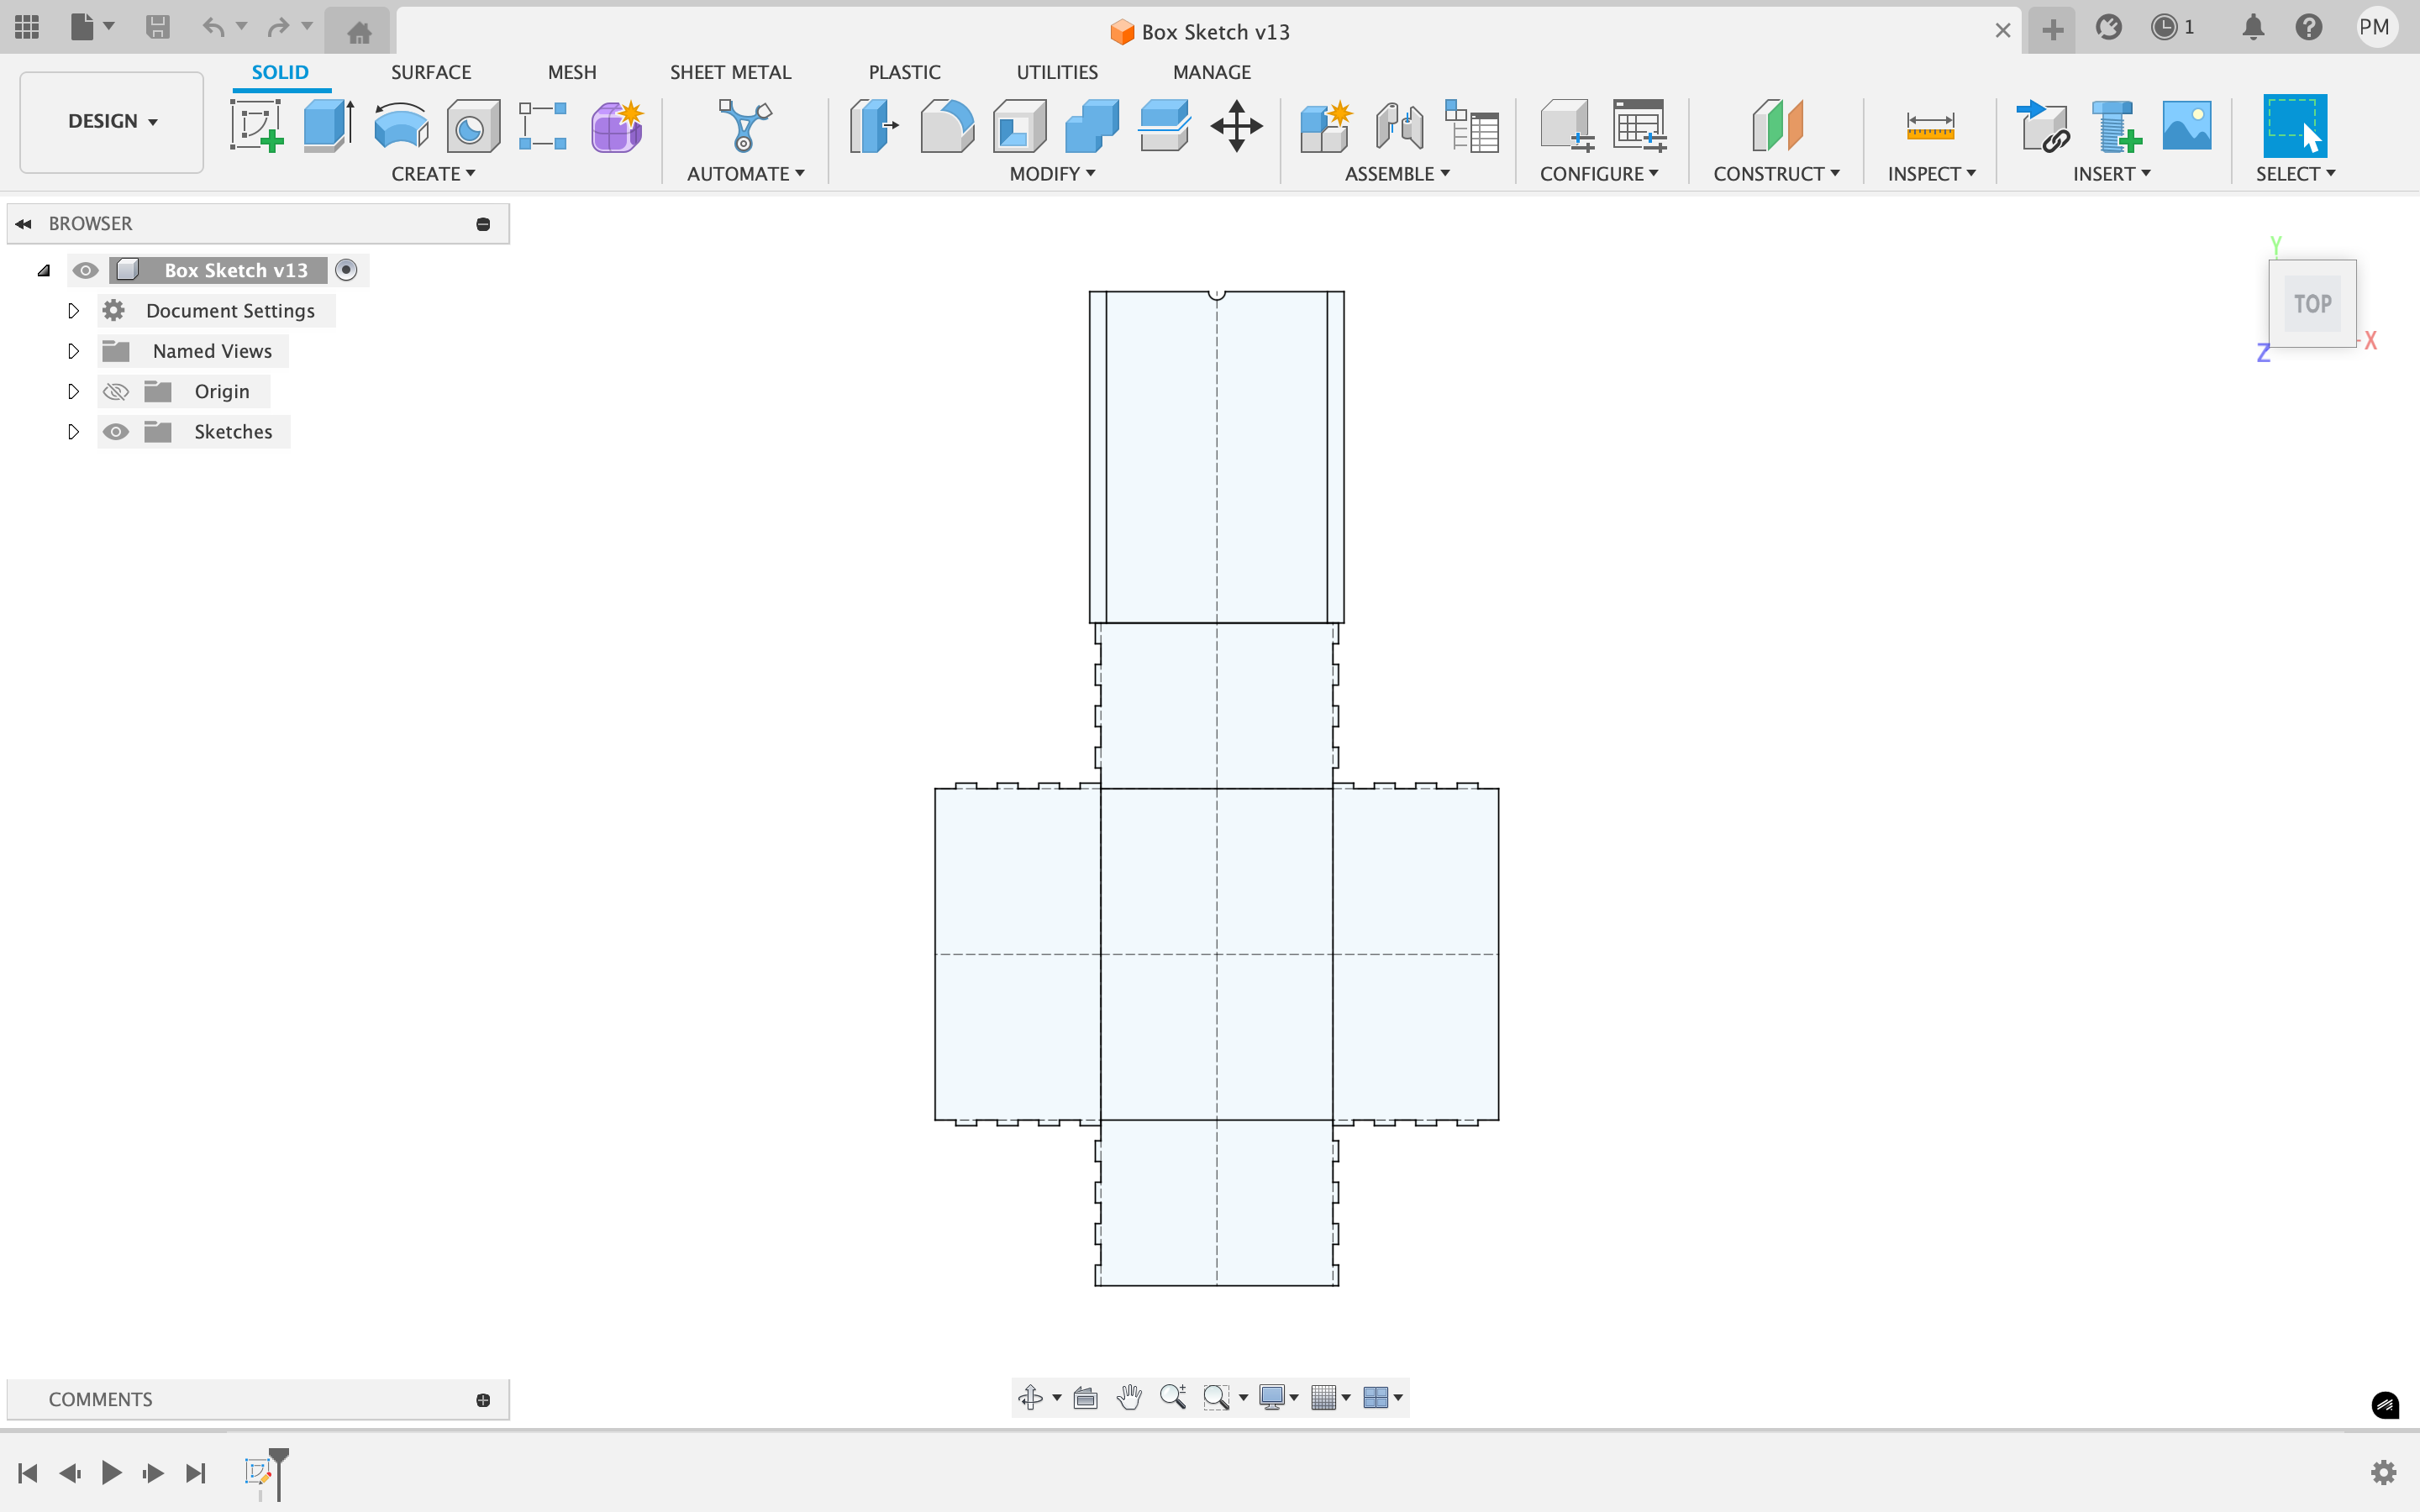 Box Sketch v13
1
PM
DESIGN
SOLID
SURFACE
MESH
SHEET METAL
PLASTIC
UTILITIES
MANAGE
CREATE
AUTOMATE
MODIFY
ASSEMBLE
CONFIGURE
CONSTRUCT
INSPECT
INSERT
SELECT
BROWSER
Box Sketch v13
Document Settings
Named Views
Origin
Sketches
Y
TOP
X
Z
COMMENTS